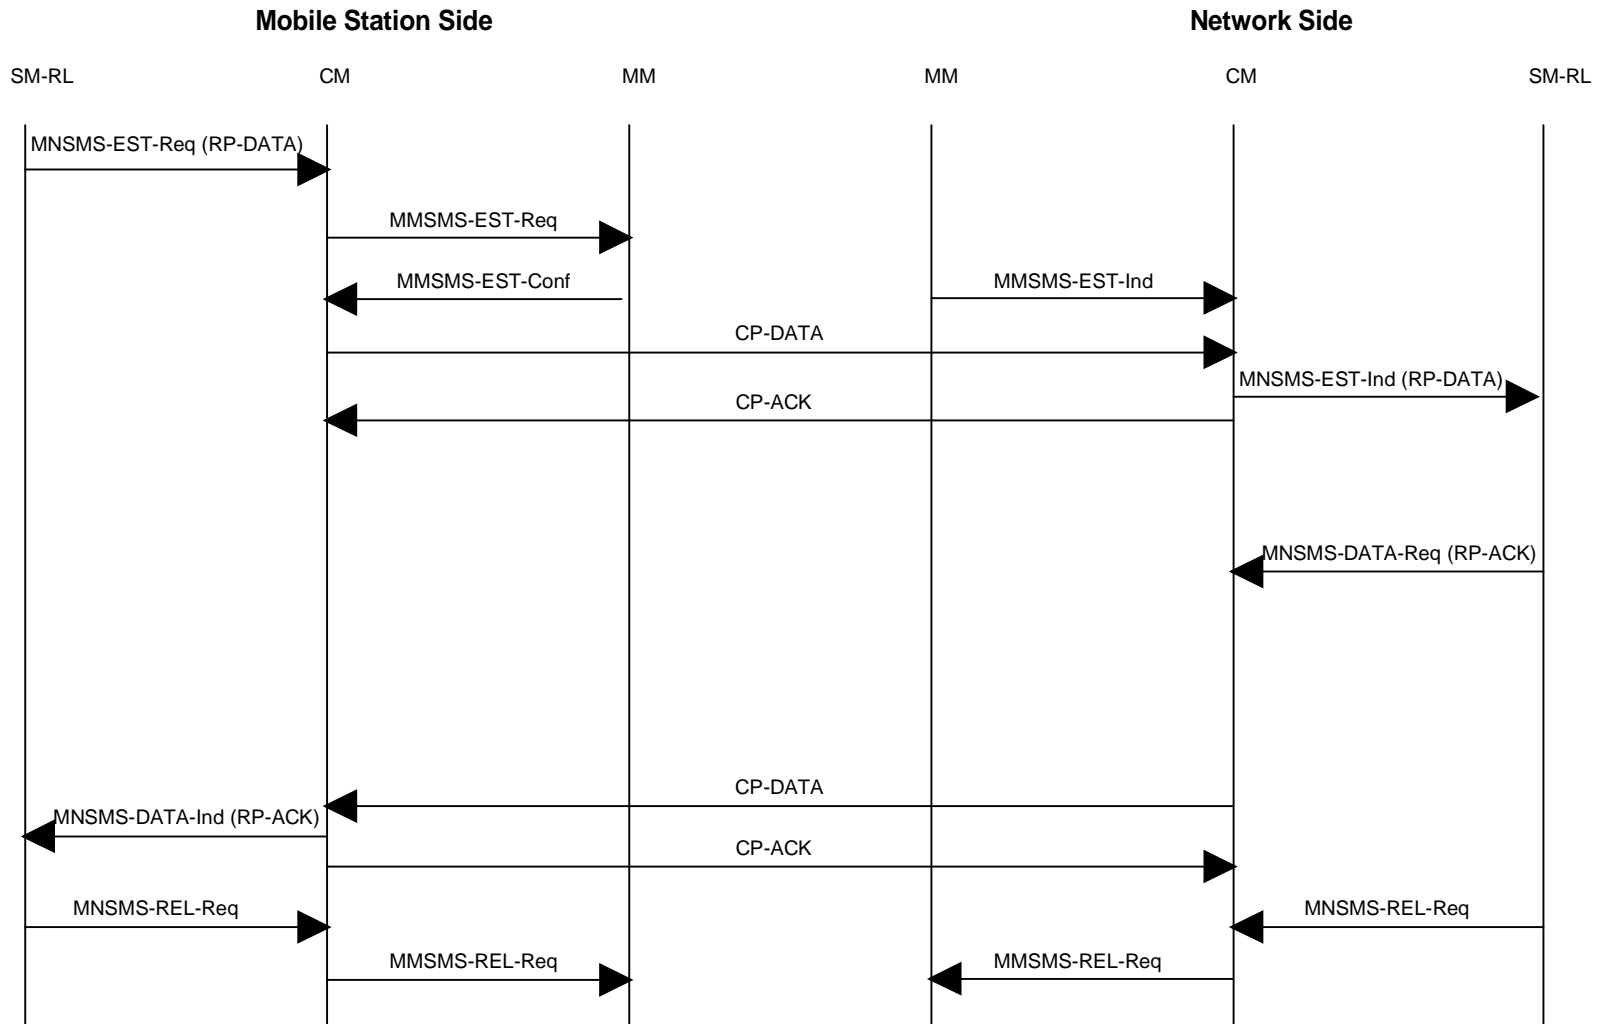 Mobile Station Side
Network Side
SM-RL
CM
MM
MM
CM
SM-RL
MNSMS-EST-Req (RP-DATA)
MMSMS-EST-Req
MMSMS-EST-Conf
MMSMS-EST-Ind
CP-DATA
MNSMS-EST-Ind (RP-DATA)
CP-ACK
MNSMS-DATA-Req (RP-ACK)
CP-DATA
MNSMS-DATA-Ind (RP-ACK)
CP-ACK
MNSMS-REL-Req
MNSMS-REL-Req
MMSMS-REL-Req
MMSMS-REL-Req